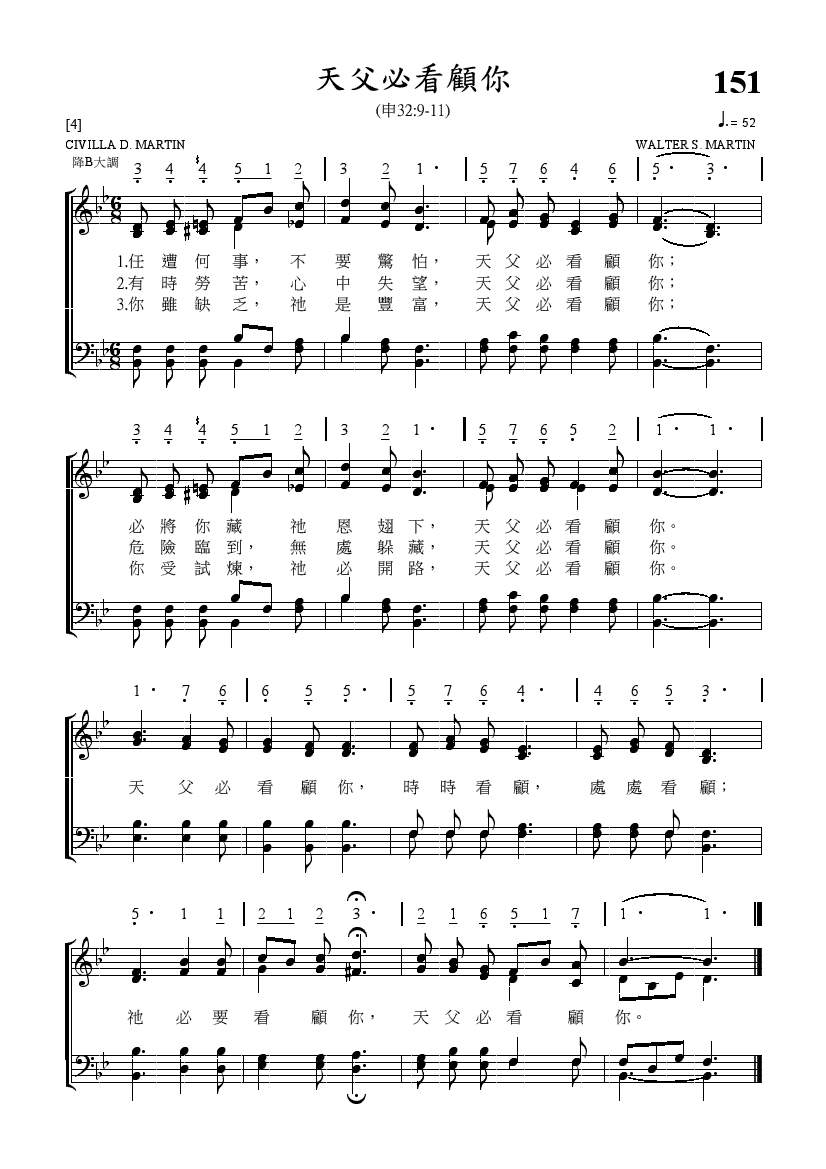 天父必看顧你
151
(申32:9-11)
[4]
♩. = 52
CIVILLA D. MARTIN
WALTER S. MARTIN
降B大調
3 4 4 5 1 2 | 3 2 1 · | 5 7 6 4 6 | 5 · 3 · |
1.任遭何事，不要驚怕，天父必看顧你；
2.有時勞苦，心中失望，天父必看顧你；
3.你雖缺乏，祂是豐富，天父必看顧你；
3 4 4 5 1 2 | 3 2 1 · | 5 7 6 5 2 | 1 · 1 · |
必將你藏祂恩翅下，天父必看顧你。
危險臨到，無處躲藏，天父必看顧你。
你受試煉，祂必開路，天父必看顧你。
1 · 7 6 | 6 5 5 · | 5 7 6 4 · | 4 6 5 3 · |
天父必看顧你，時時看顧，處處看顧；
5 · 1 1 | 2 1 2 3 · | 2 1 6 5 1 7 | 1 · 1 ·
祂必要看顧你，天父必看顧你。